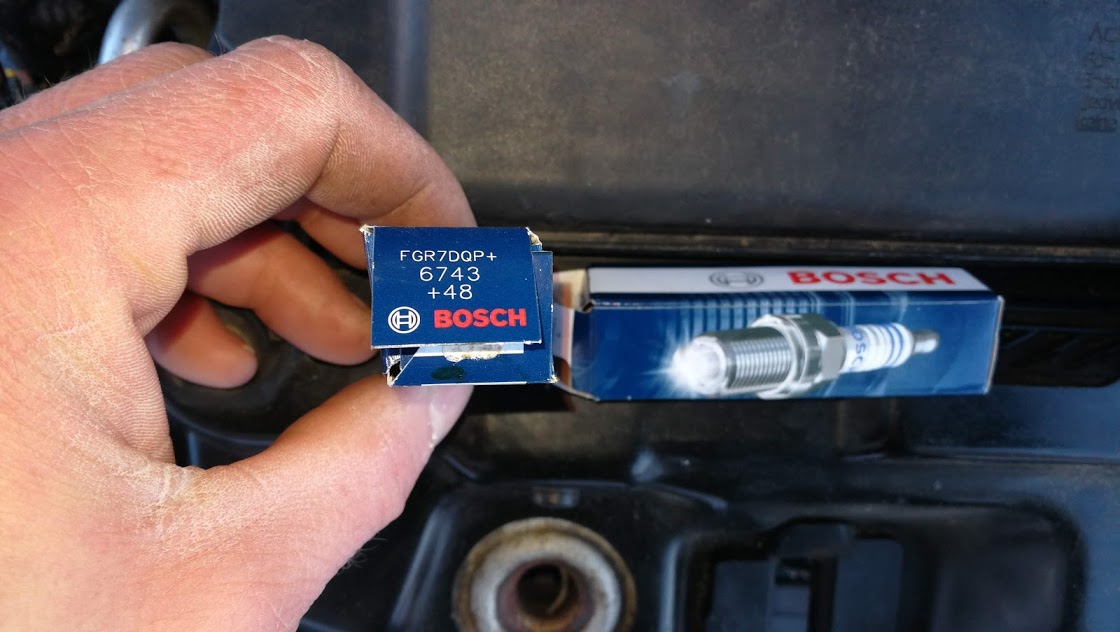 FGR7DQP+
6743
+48
BOSCH
BOSCH